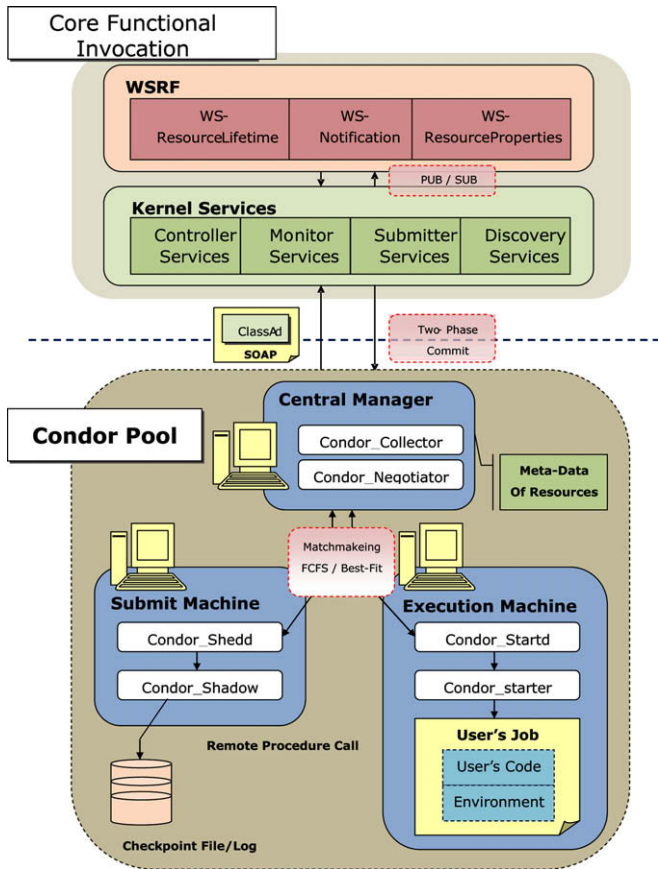 Core Functional
Invocation
WSRF
WS-
ResourceLifetime
WS-
Notification
WS-
ResourceProperties
PUB / SUB
Kernel Services
Controller
Services
Monitor
Services
Submitter
Services
Discovery
Services
ClassAd
SOAP
Two- Phase
Commit
Central Manager
Condor Pool
Condor_Collector
Condor_Negotiator
Meta-Data
Of Resources
Matchmakeing
FCFS / Best-Fit
Submit Machine
Condor_Shedd
Condor_Shadow
Execution Machine
Condor_Startd
Condor_starter
User's Job
User's Code
Environment
Remote Procedure Call
Checkpoint File/Log